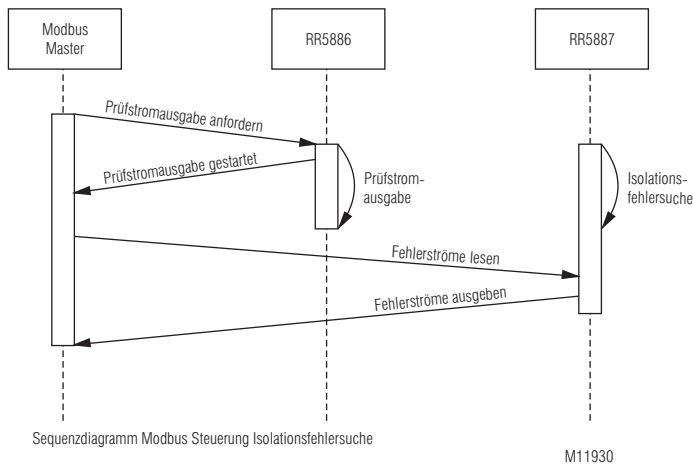 Modbus
Master
RR5886
RR5887
Prüfstromausgabe anfordern
Prüfstromausgabe gestartet
Prüfstrom-
ausgabe
Isolations-
fehlersuche
Fehlerströme lesen
Fehlerströme ausgeben
Sequenzdiagramm Modbus Steuerung Isolationsfehlersuche
M11930